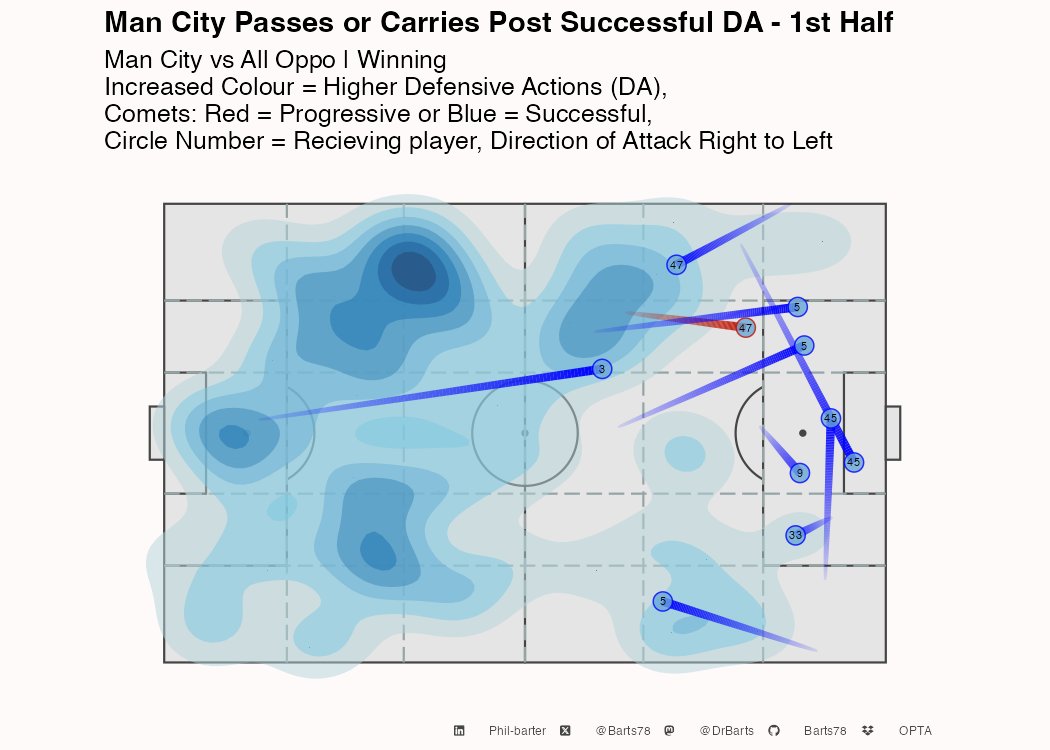 Man City Passes or Carries Post Successful DA - 1st Half
Man City vs All Oppo | Winning
Increased Colour = Higher Defensive Actions (DA),
Comets: Red = Progressive or Blue = Successful,
Circle Number = Recieving player, Direction of Attack Right to Left
47
5
47
5
3
45
45
9
33
5
Phil-barter @Barts78 @DrBarts Barts78 OPTA